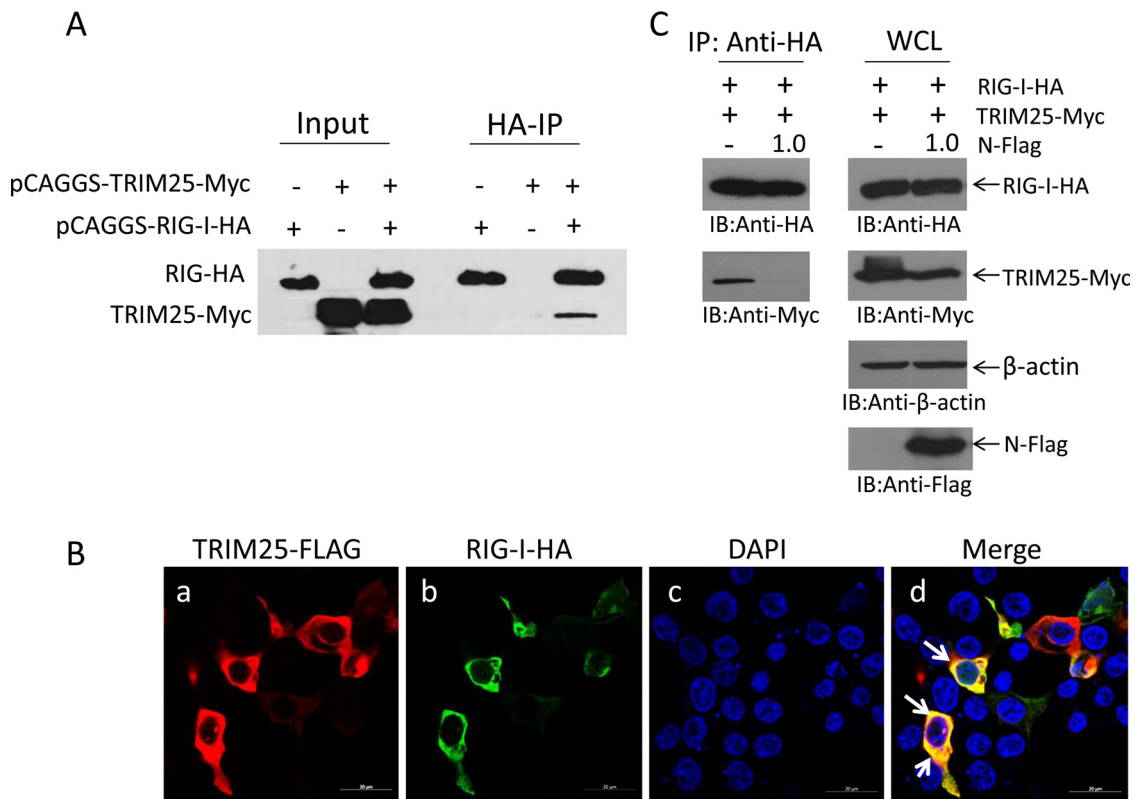 A
Input HA-IP
pCAGGS-TRIM25-Myc - + + - + +
pCAGGS-RIG-I-HA + - + + - +
RIG-HA
TRIM25-Myc
C
IP: Anti-HA WCL
+ + + + RIG-I-HA
+ + + + TRIM25-Myc
- 1.0 - 1.0 N-Flag
RIG-I-HA
IB:Anti-HA IB:Anti-HA
TRIM25-Myc
IB:Anti-Myc IB:Anti-Myc
β-actin
IB:Anti-β-actin
N-Flag
IB:Anti-Flag
B
TRIM25-FLAG RIG-I-HA DAPI Merge
a b c d
20 μm 20 μm 20 μm 20 μm